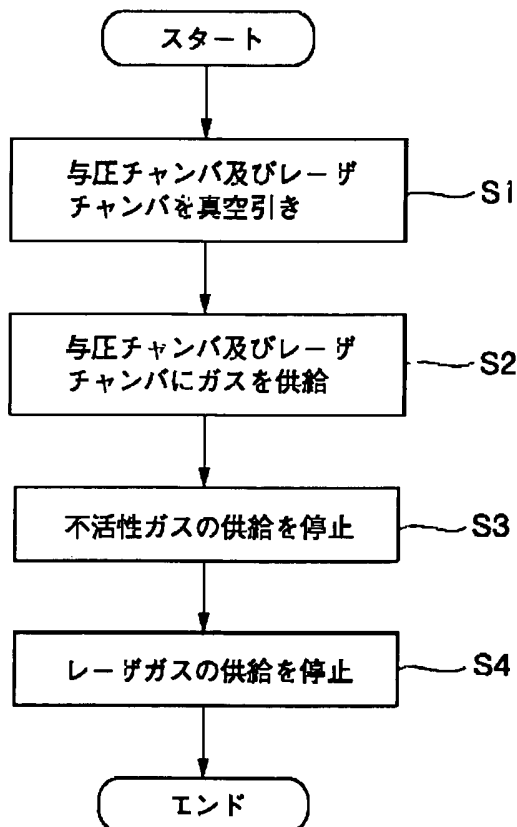 スタート
与圧チャンバ及びレーザ
チャンバを真空引き
S1
与圧チャンバ及びレーザ
チャンバにガスを供給
S2
不活性ガスの供給を停止
S3
レーザガスの供給を停止
S4
エンド